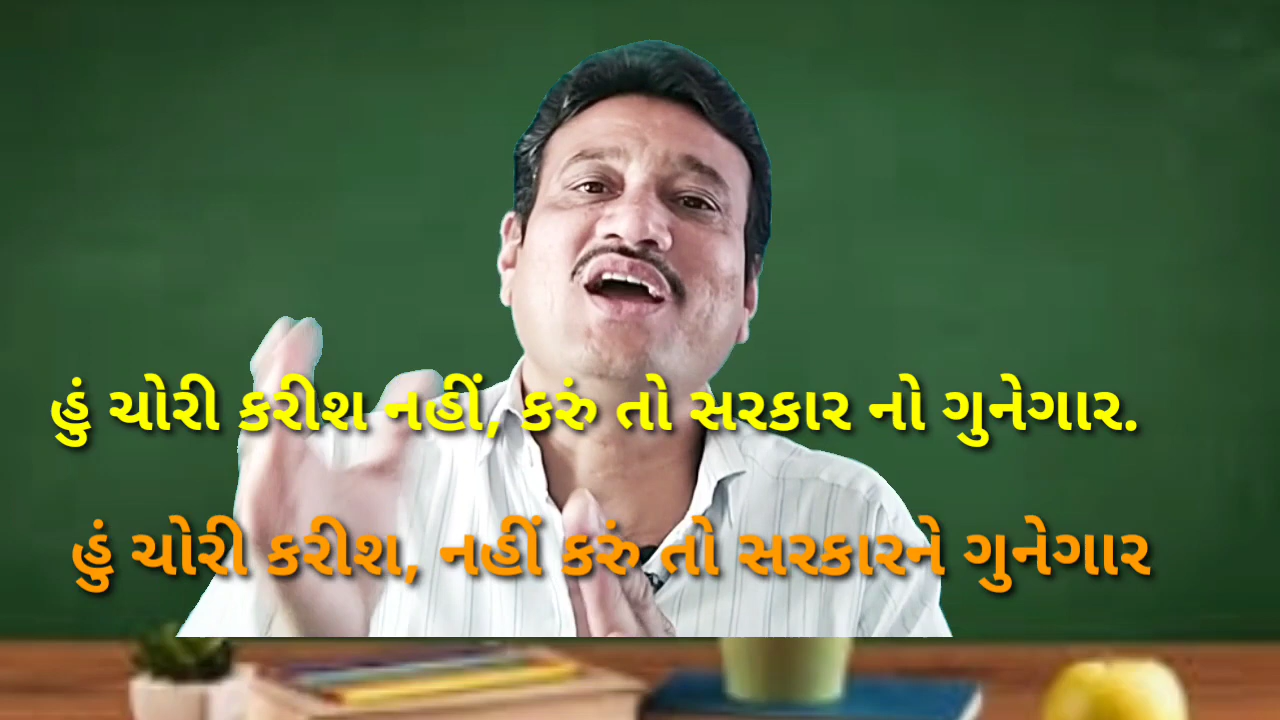 હું ચોરી કરીશ નહીં, કરું તો સરકાર નો ગુનેગાર.
હું ચોરી કરીશ, નહીં કરું તો સરકારને ગુનેગાર